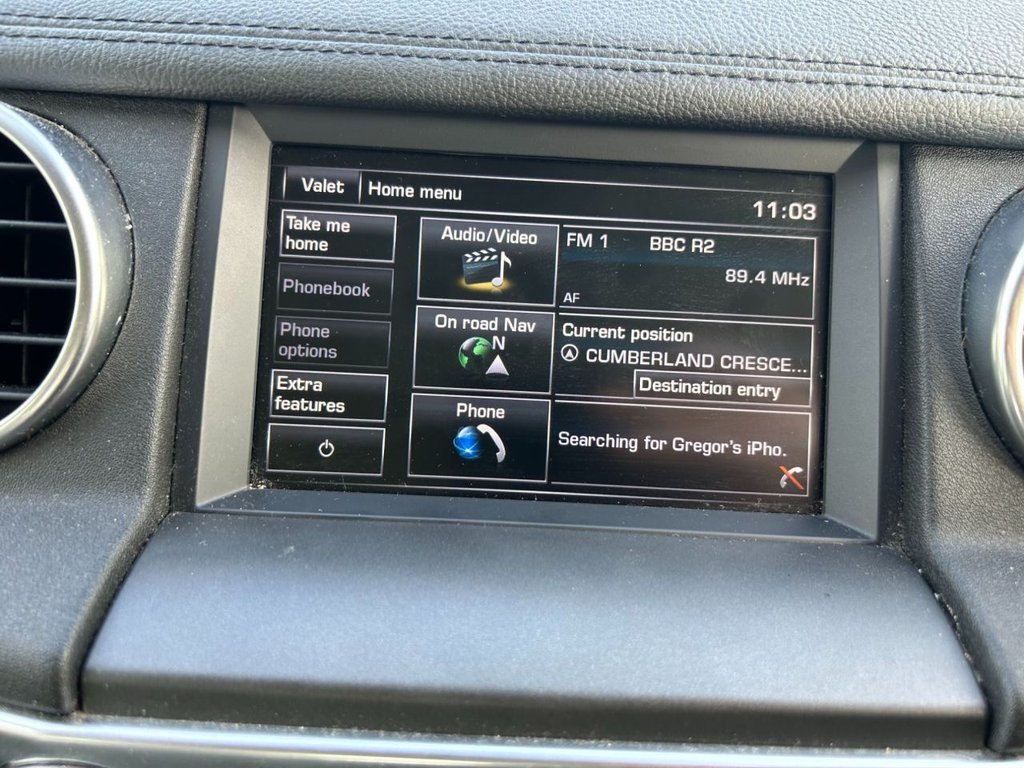 Valet
Home menu
11:03
Take me
home
Phonebook
Phone
options
Extra
features
Audio/Video
On road Nav
N
Phone
FM 1 BBC R2
89.4 MHz
AF
Current position
CUMBERLAND CRESCE...
Destination entry
Searching for Gregor's iPho.